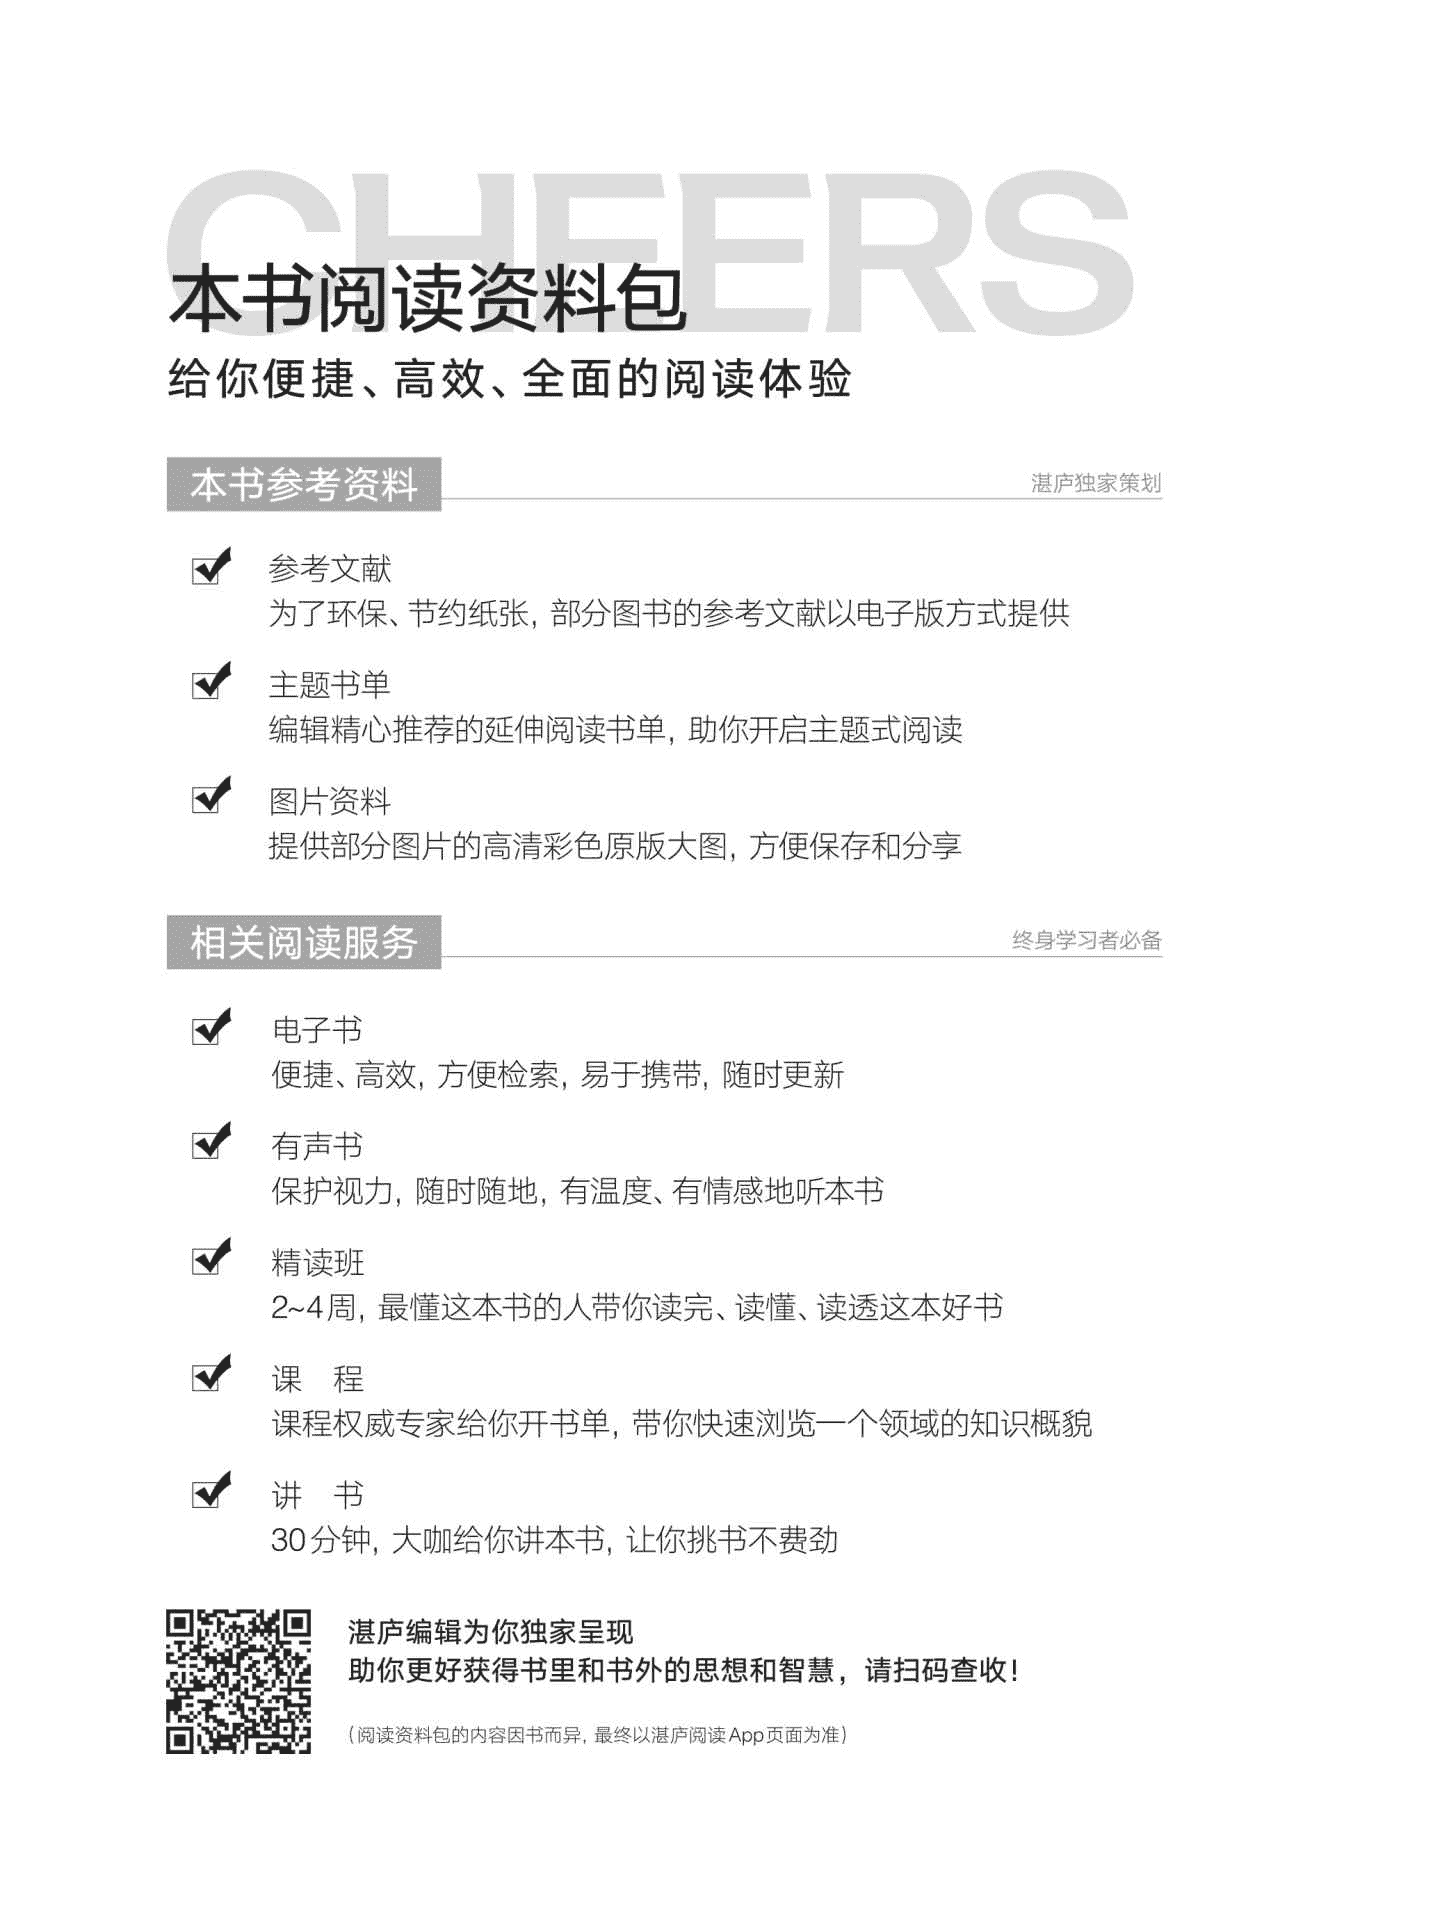 CHEERS
本书阅读资料包
给你便捷、高效、全面的阅读体验
本书参考资料
湛庐独家策划
参考文献
为了环保、节约纸张，部分图书的参考文献以电子版方式提供
主题书单
编辑精心推荐的延伸阅读书单，助你开启主题式阅读
图片资料
提供部分图片的高清彩色原版大图，方便保存和分享
相关阅读服务
终身学习者必备
电子书
便捷、高效，方便检索，易于携带，随时更新
有声书
保护视力，随时随地，有温度、有情感地听本书
精读班
2~4周，最懂这本书的人带你读完、读懂、读透这本好书
课　程
课程权威专家给你开书单，带你快速浏览一个领域的知识概貌
讲　书
30分钟，大咖给你讲本书，让你挑书不费劲
湛庐编辑为你独家呈现
助你更好获得书里和书外的思想和智慧，请扫码查收！
（阅读资料包的内容因书而异，最终以湛庐阅读App页面为准）